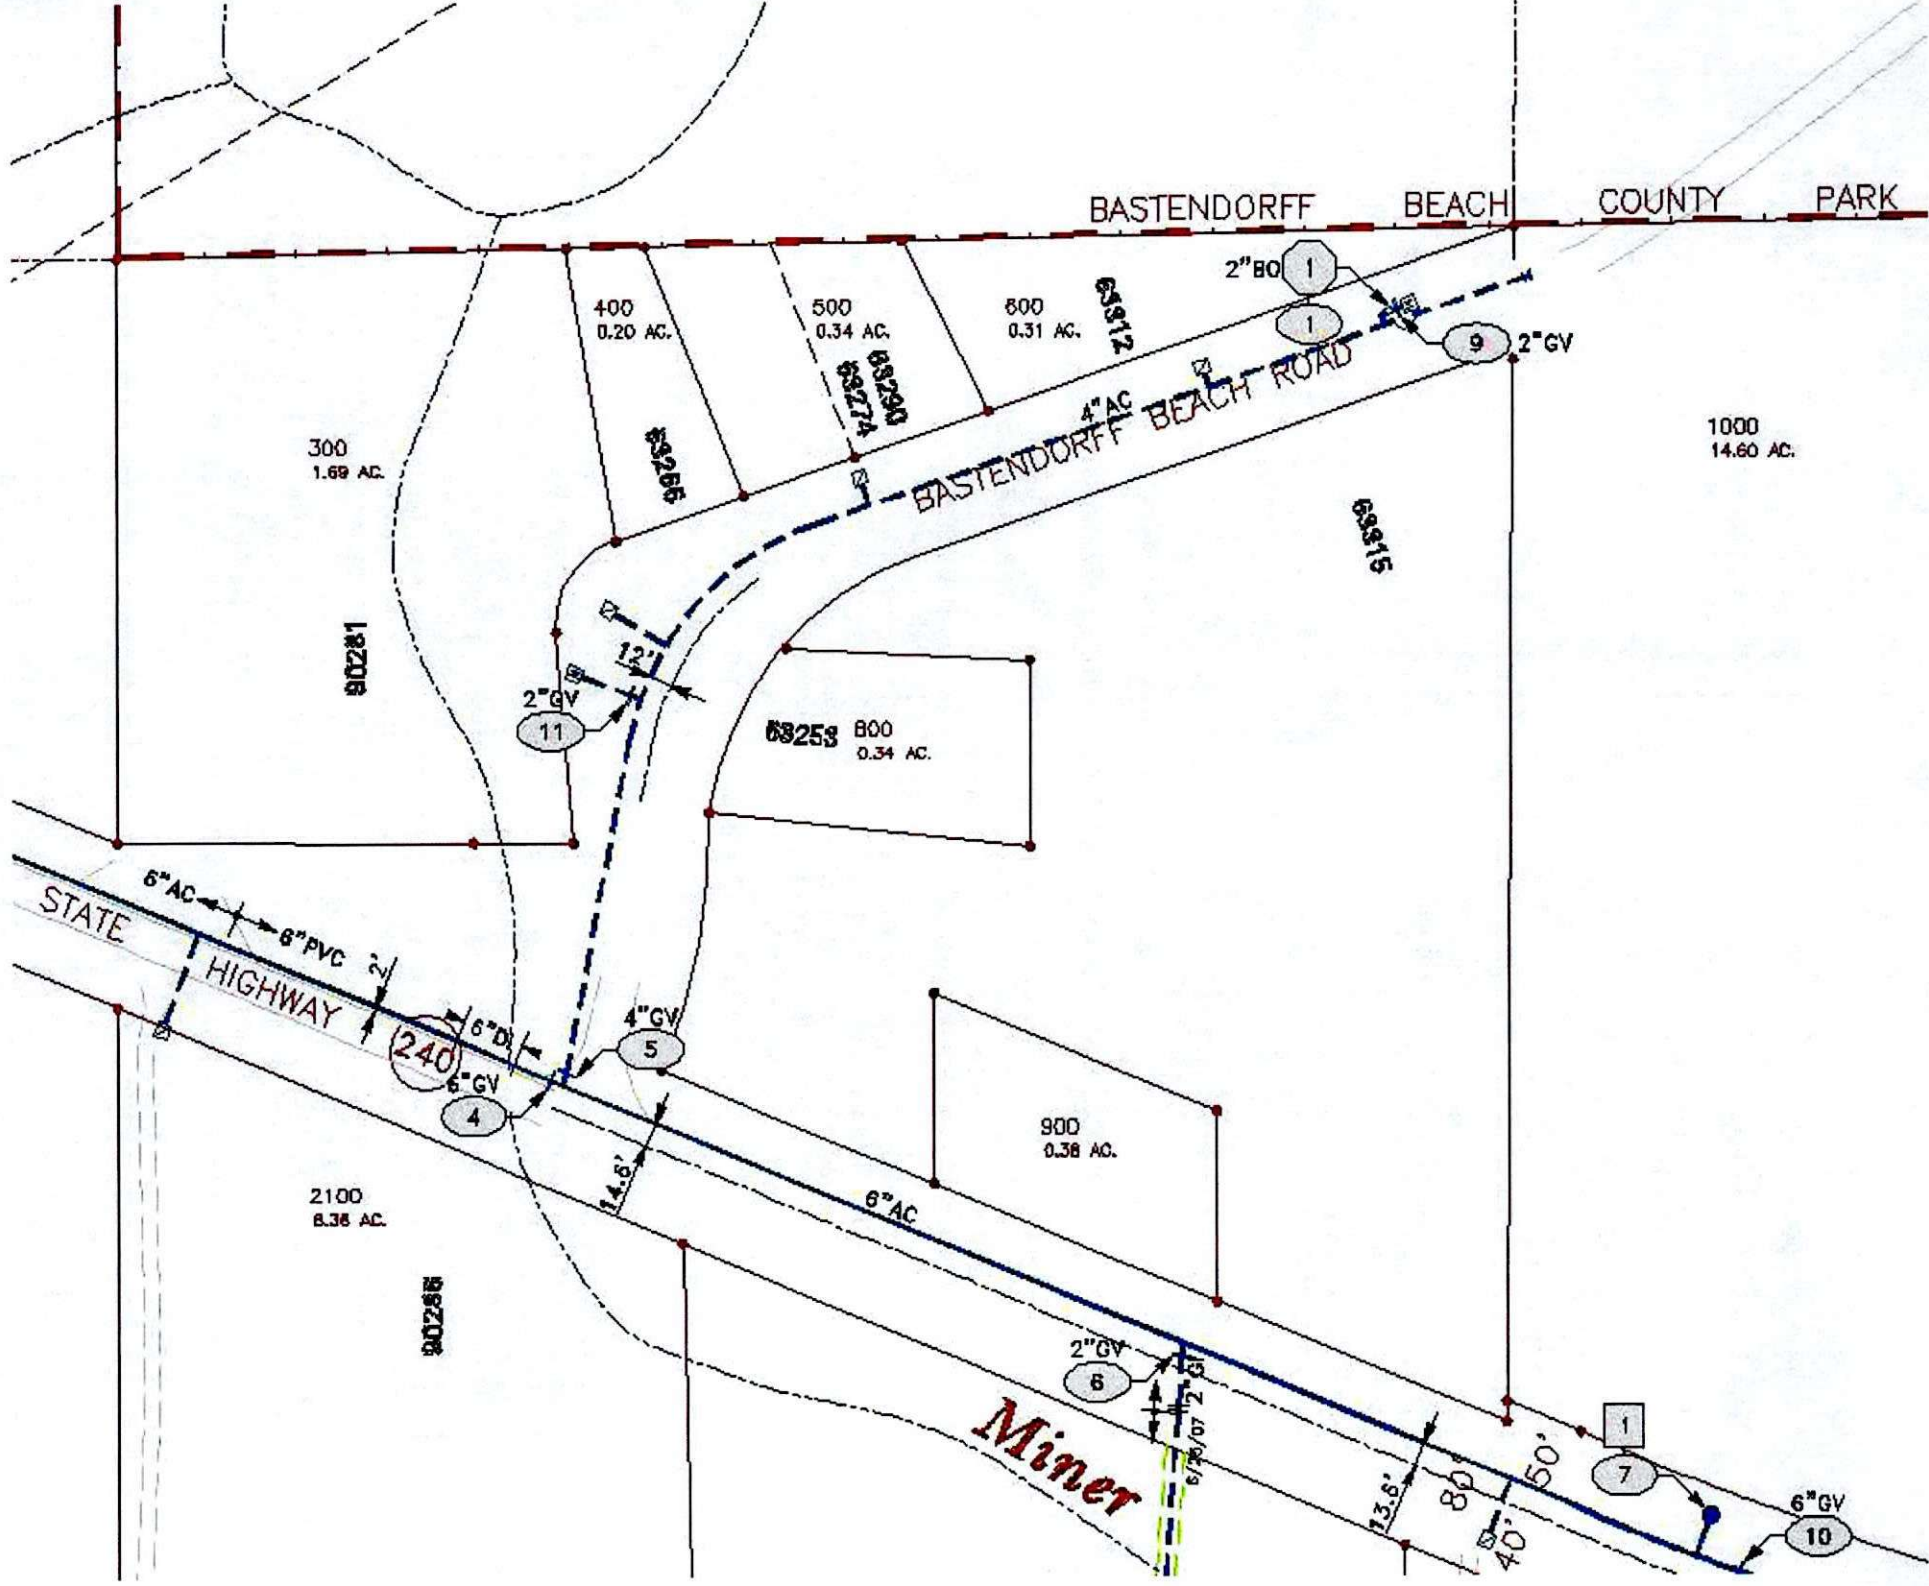 BASTENDORFF BEACH COUNTY PARK
2"BO 1
1
9 2"GV
400
0.20 AC.
500
0.34 AC.
600
0.31 AC.
63312
63290
63274
63266
4"AC
BASTENDORFF BEACH ROAD
300
1.69 AC.
1000
14.60 AC.
63315
90281
12'
2"GV
11
63253
800
0.34 AC.
6"AC
6"PVC
2'
STATE HIGHWAY
240
6"DI
4"GV
5
6"GV
4
14.6'
900
0.38 AC.
6"AC
2100
90286
2"GV
6
2"GI
Miner
13.6'
80'
50'
40'
1
7
6"GV
10